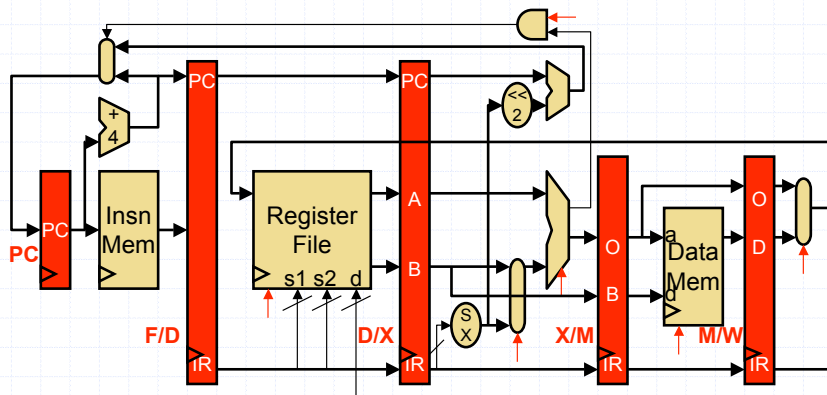 <<
2
+
4
PC
PC
PC
Insn
Mem
Register
File
s1 s2 d
A
B
S
X
O
B
a
Data
Mem
d
O
D
PC
F/D
D/X
X/M
M/W
IR
IR
IR
IR